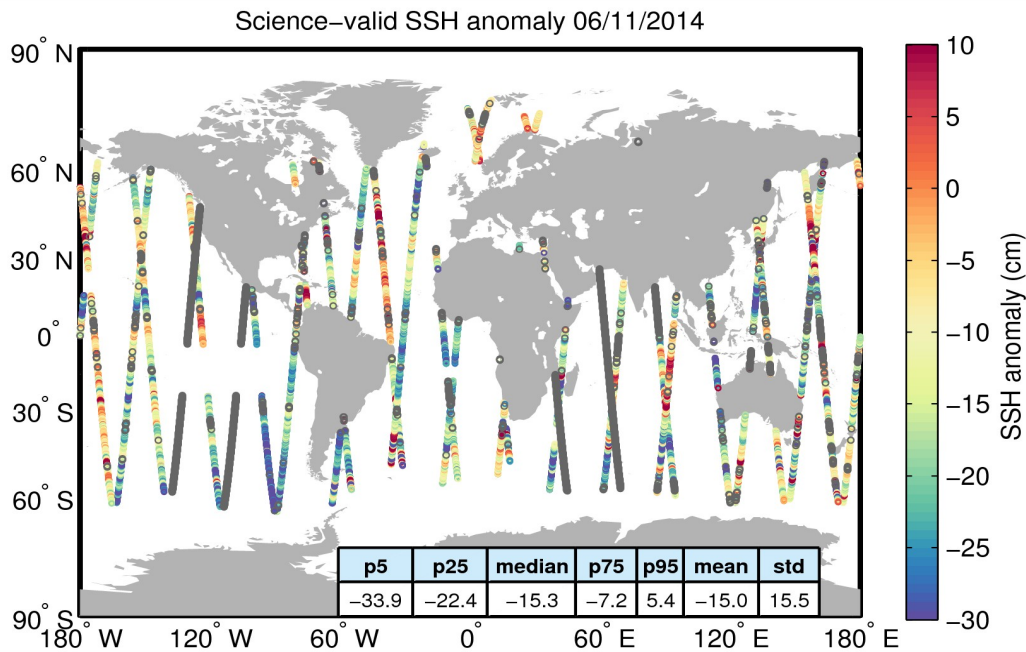 Science−valid SSH anomaly 06/11/2014
90° N
60° N
30° N
0°
30° S
60° S
90° S
180° W
120° W
60° W
0°
60° E
120° E
180° E
p5 p25 median p75 p95 mean std
−33.9 −22.4 −15.3 −7.2 5.4 −15.0 15.5
10
5
0
−5
−10
−15
−20
−25
−30
SSH anomaly (cm)